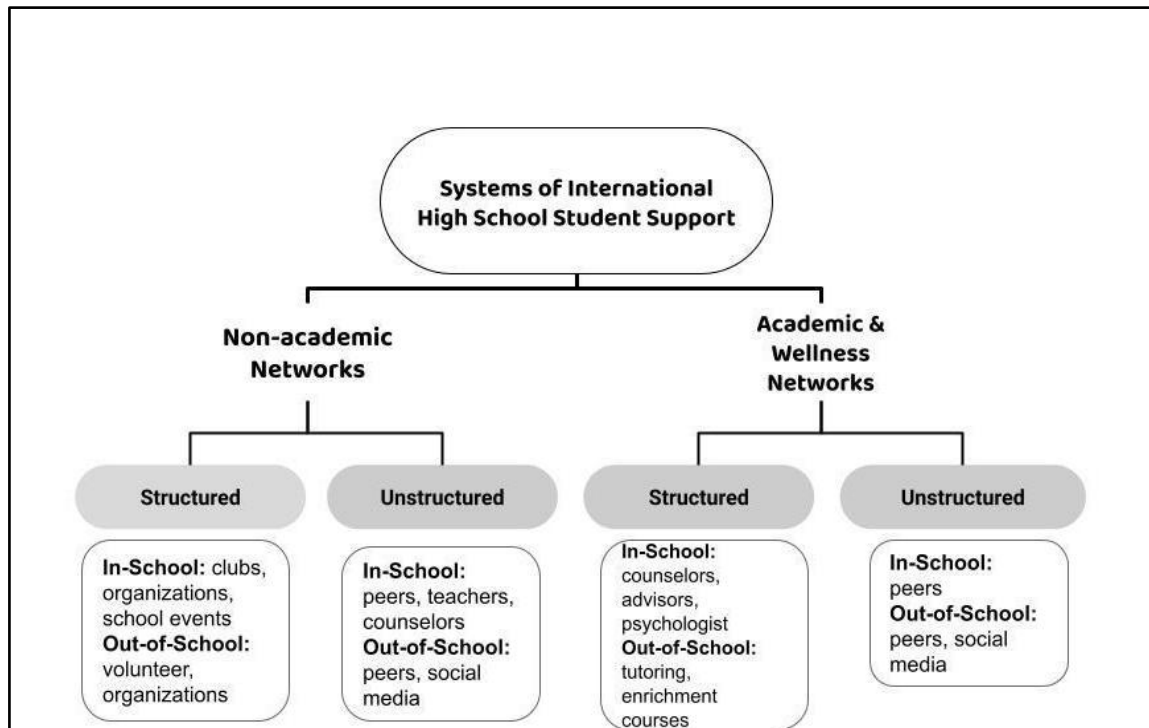 Systems of International
High School Student Support
Non-academic
Networks
Academic &
Wellness
Networks
Structured
Unstructured
Structured
Unstructured
In-School: clubs,
organizations,
school events
Out-of-School:
volunteer,
organizations
In-School:
peers, teachers,
counselors
Out-of-School:
peers, social
media
In-School:
counselors,
advisors,
psychologist
Out-of-School:
tutoring,
enrichment
courses
In-School:
peers
Out-of-School:
peers, social
media